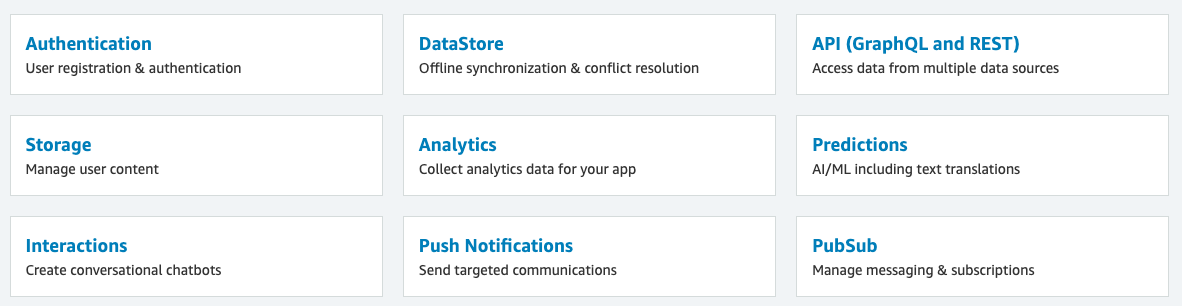 Authentication
User registration & authentication
DataStore
Offline synchronization & conflict resolution
API (GraphQL and REST)
Access data from multiple data sources
Storage
Manage user content
Analytics
Collect analytics data for your app
Predictions
AI/ML including text translations
Interactions
Create conversational chatbots
Push Notifications
Send targeted communications
PubSub
Manage messaging & subscriptions